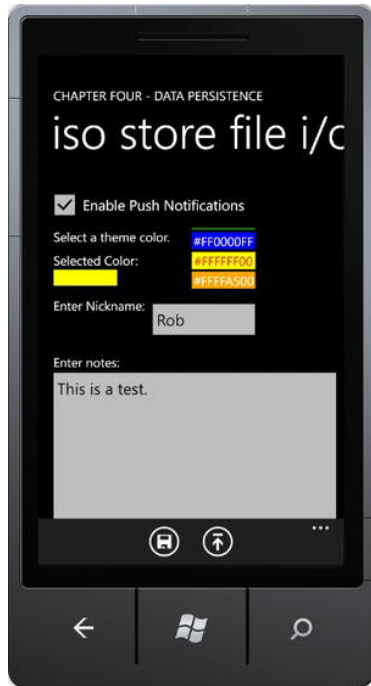 CHAPTER FOUR - DATA PERSISTENCE
iso store file i/o
Enable Push Notifications
Select a theme color.
#FF0000FF
Selected Color:
#FFFFFF00
#FFFFA500
Enter Nickname:
Rob
Enter notes:
This is a test.